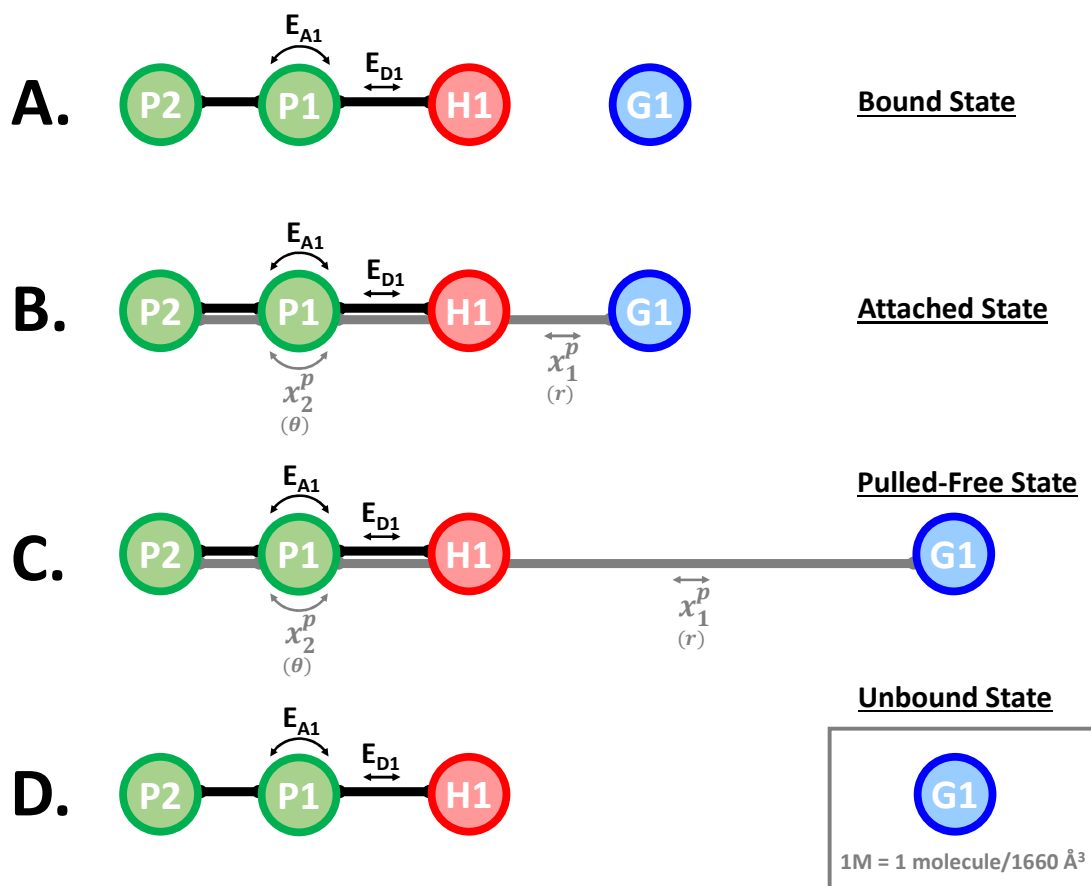 A.
E_A1
E_D1
P2 P1 H1 G1
Bound State
B.
E_A1
E_D1
P2 P1 H1 G1
Attached State
x_2^p
(θ)
x_1^p
(r)
C.
E_A1
E_D1
P2 P1 H1 G1
Pulled-Free State
x_2^p
(θ)
x_1^p
(r)
D.
E_A1
E_D1
P2 P1 H1 G1
Unbound State
1M = 1 molecule/1660 Å³